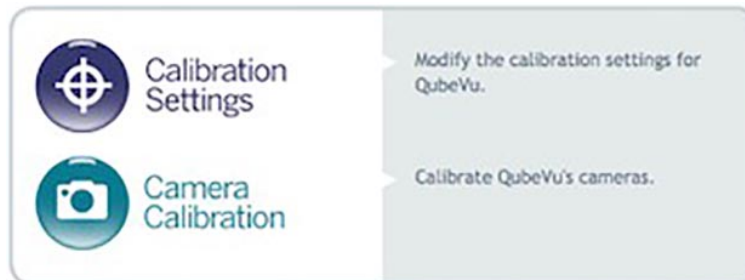 Calibration
Settings
Modify the calibration settings for
QubeVu.
Camera
Calibration
Calibrate QubeVu's cameras.